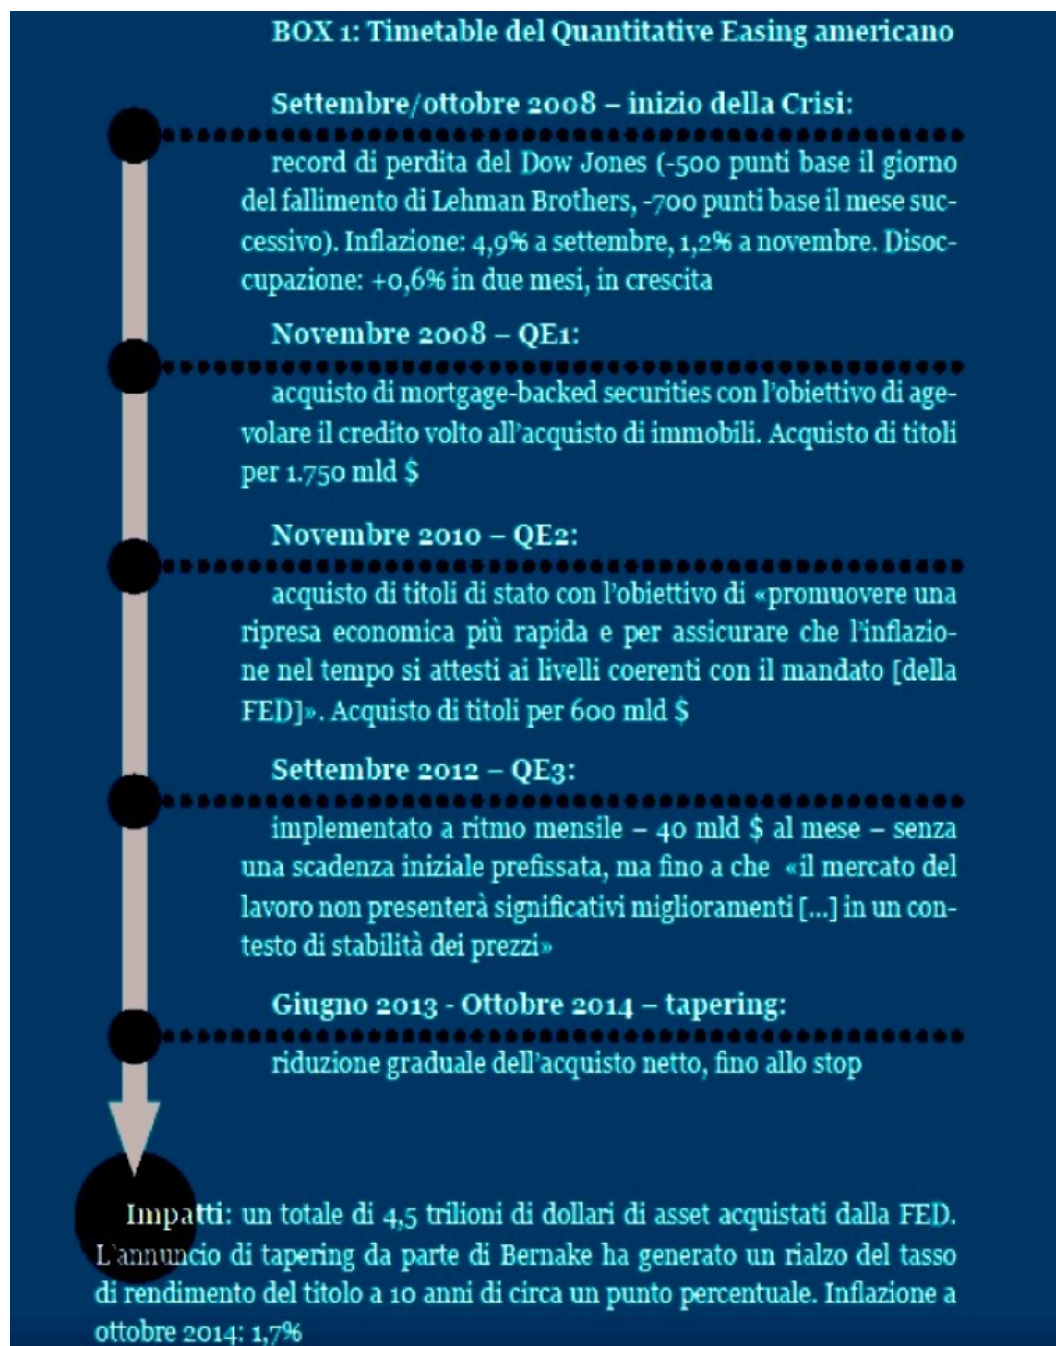 BOX 1: Timetable del Quantitative Easing americano
Settembre/ottobre 2008 – inizio della Crisi:
record di perdita del Dow Jones (-500 punti base il giorno
del fallimento di Lehman Brothers, -700 punti base il mese suc-
cessivo). Inflazione: 4,9% a settembre, 1,2% a novembre. Disoc-
cupazione: +0,6% in due mesi, in crescita
Novembre 2008 – QE1:
acquisto di mortgage-backed securities con l’obiettivo di age-
volare il credito volto all’acquisto di immobili. Acquisto di titoli
per 1.750 mld $
Novembre 2010 – QE2:
acquisto di titoli di stato con l’obiettivo di «promuovere una
ripresa economica più rapida e per assicurare che l’inflazio-
ne nel tempo si attesti ai livelli coerenti con il mandato [della
FED]». Acquisto di titoli per 600 mld $
Settembre 2012 – QE3:
implementato a ritmo mensile – 40 mld $ al mese – senza
una scadenza iniziale prefissata, ma fino a che «il mercato del
lavoro non presenterà significativi miglioramenti [...] in un con-
testo di stabilità dei prezzi»
Giugno 2013 - Ottobre 2014 – tapering:
riduzione graduale dell’acquisto netto, fino allo stop
Impatti: un totale di 4,5 trilioni di dollari di asset acquistati dalla FED.
L’annuncio di tapering da parte di Bernake ha generato un rialzo del tasso
di rendimento del titolo a 10 anni di circa un punto percentuale. Inflazione a
ottobre 2014: 1,7%